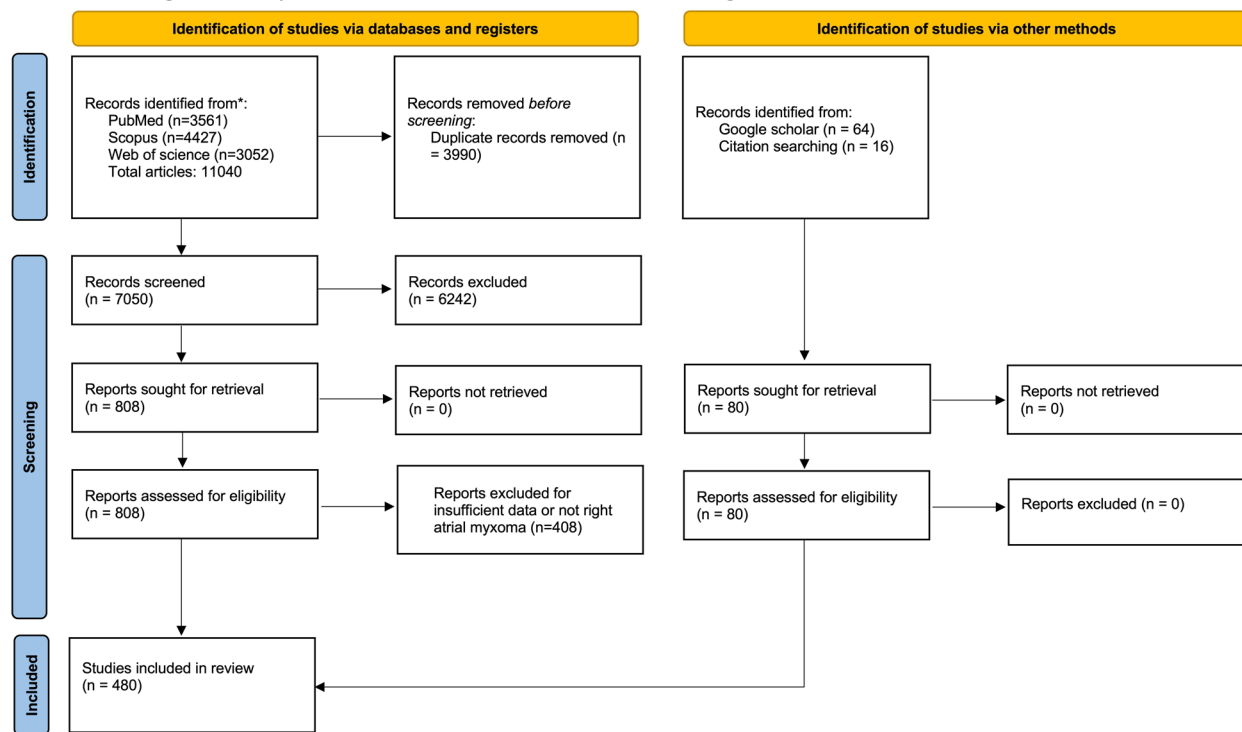 Identification of studies via databases and registers
Identification of studies via other methods
Identification
Records identified from*:
PubMed (n=3561)
Scopus (n=4427)
Web of science (n=3052)
Total articles: 11040
Records removed before
screening:
Duplicate records removed (n
= 3990)
Records identified from:
Google scholar (n = 64)
Citation searching (n = 16)
Screening
Records screened
(n = 7050)
Records excluded
(n = 6242)
Reports sought for retrieval
(n = 808)
Reports not retrieved
(n = 0)
Reports sought for retrieval
(n = 80)
Reports not retrieved
(n = 0)
Reports assessed for eligibility
(n = 808)
Reports excluded for
insufficient data or not right
atrial myxoma (n=408)
Reports assessed for eligibility
(n = 80)
Reports excluded (n = 0)
Included
Studies included in review
(n = 480)